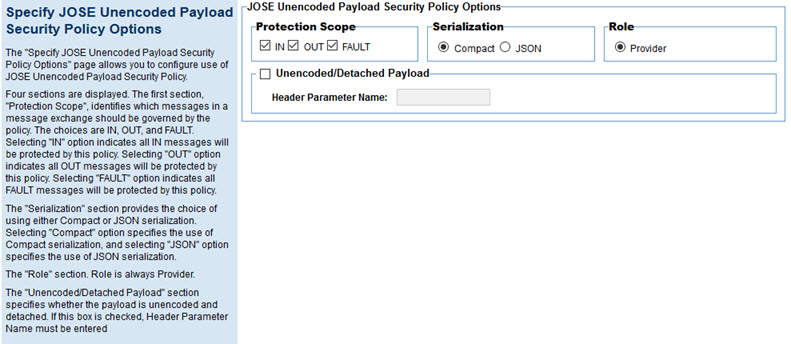 Specify JOSE Unencoded Payload
Security Policy Options
The "Specify JOSE Unencoded Payload Security
Policy Options" page allows you to configure use of
JOSE Unencoded Payload Security Policy.
Four sections are displayed. The first section,
"Protection Scope", identifies which messages in a
message exchange should be governed by the
policy. The choices are IN, OUT, and FAULT.
Selecting "IN" option indicates all IN messages will
be protected by this policy. Selecting "OUT" option
indicates all OUT messages will be protected by
this policy. Selecting "FAULT" option indicates all
FAULT messages will be protected by this policy.
The "Serialization" section provides the choice of
using either Compact or JSON serialization.
Selecting "Compact" option specifies the use of
Compact serialization, and selecting "JSON" option
specifies the use of JSON serialization.
The "Role" section. Role is always Provider.
The "Unencoded/Detached Payload" section
specifies whether the payload is unencoded and
detached. If this box is checked, Header Parameter
Name must be entered
JOSE Unencoded Payload Security Policy Options
Protection Scope
IN OUT FAULT
Serialization
Compact JSON
Role
Provider
Unencoded/Detached Payload
Header Parameter Name: